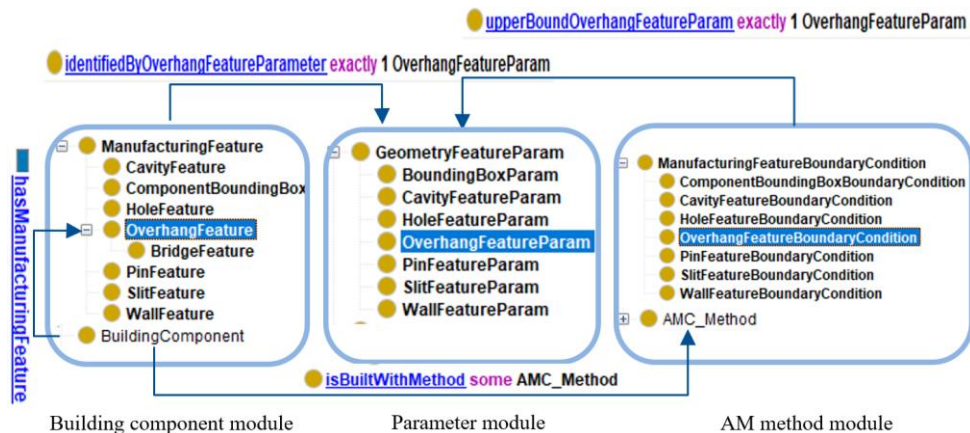 upperBoundOverhangFeatureParam exactly 1 OverhangFeatureParam
identifiedByOverhangFeatureParameter exactly 1 OverhangFeatureParam
hasManufacturingFeature
ManufacturingFeature
CavityFeature
ComponentBoundingBox
HoleFeature
OverhangFeature
BridgeFeature
PinFeature
SlitFeature
WallFeature
BuildingComponent
GeometryFeatureParam
BoundingBoxParam
CavityFeatureParam
HoleFeatureParam
OverhangFeatureParam
PinFeatureParam
SlitFeatureParam
WallFeatureParam
ManufacturingFeatureBoundaryCondition
ComponentBoundingBoxBoundaryCondition
CavityFeatureBoundaryCondition
HoleFeatureBoundaryCondition
OverhangFeatureBoundaryCondition
PinFeatureBoundaryCondition
SlitFeatureBoundaryCondition
WallFeatureBoundaryCondition
AMC_Method
isBuiltWithMethod some AMC_Method
Building component module
Parameter module
AM method module